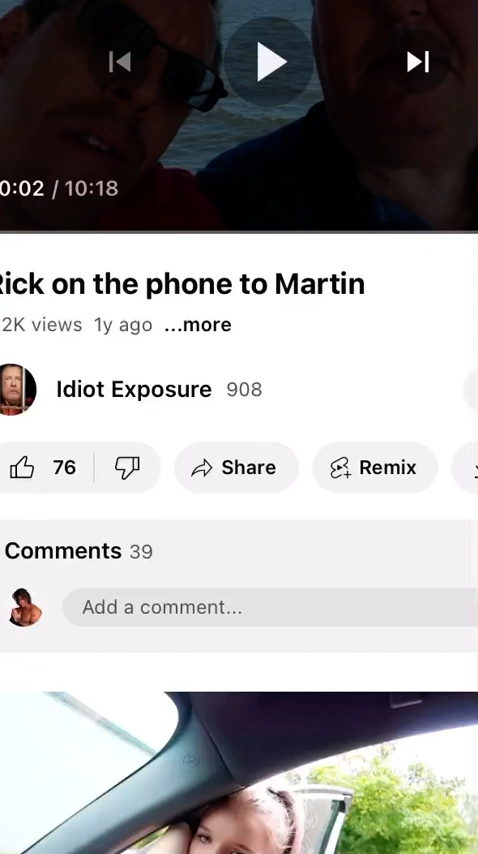 0:02 / 10:18
Rick on the phone to Martin
2K views 1y ago ...more
Idiot Exposure 908
76 Share Remix
Comments 39
Add a comment...